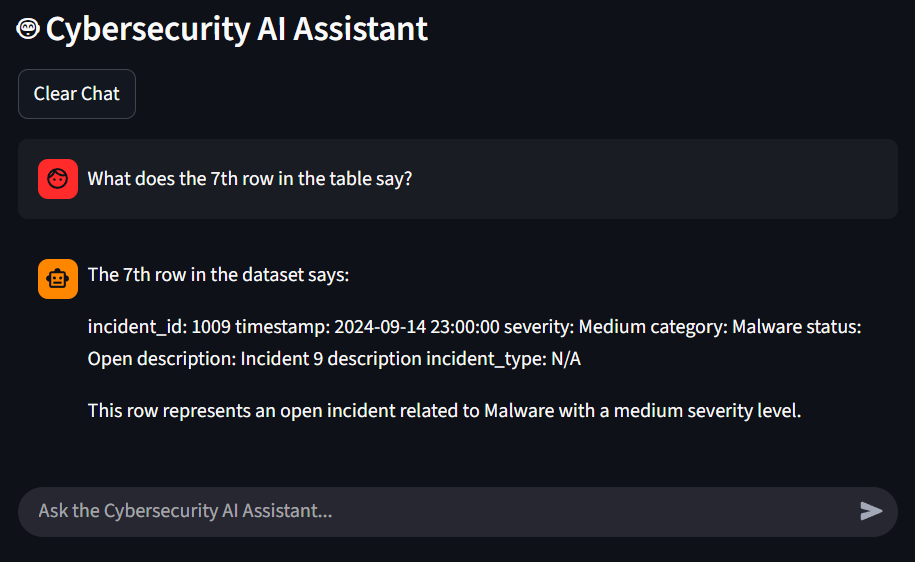 Cybersecurity AI Assistant
Clear Chat
What does the 7th row in the table say?
The 7th row in the dataset says:
incident_id: 1009 timestamp: 2024-09-14 23:00:00 severity: Medium category: Malware status:
Open description: Incident 9 description incident_type: N/A
This row represents an open incident related to Malware with a medium severity level.
Ask the Cybersecurity AI Assistant...